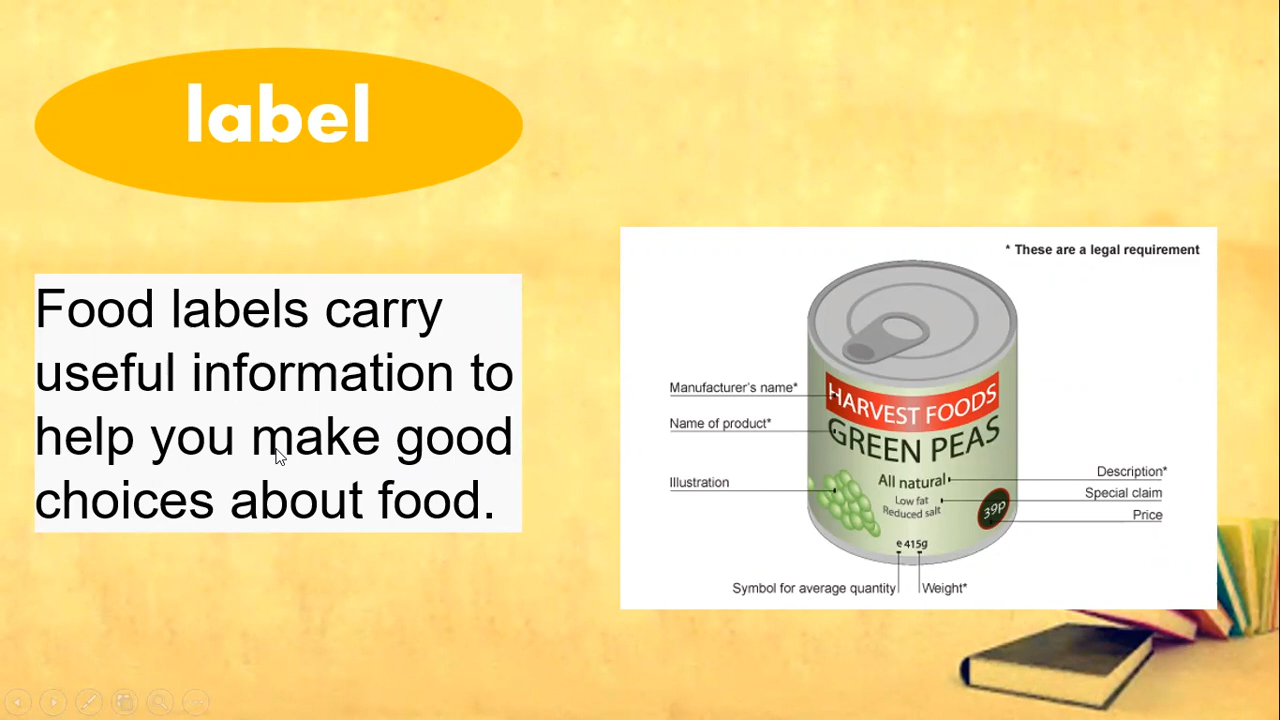 label
Food labels carry
useful information to
help you make good
choices about food.
* These are a legal requirement
Manufacturer's name*
Name of product*
Illustration
HARVEST FOODS
GREEN PEAS
All natural
Low fat
Reduced salt
39p
e 415g
Description*
Special claim
Price
Symbol for average quantity
Weight*